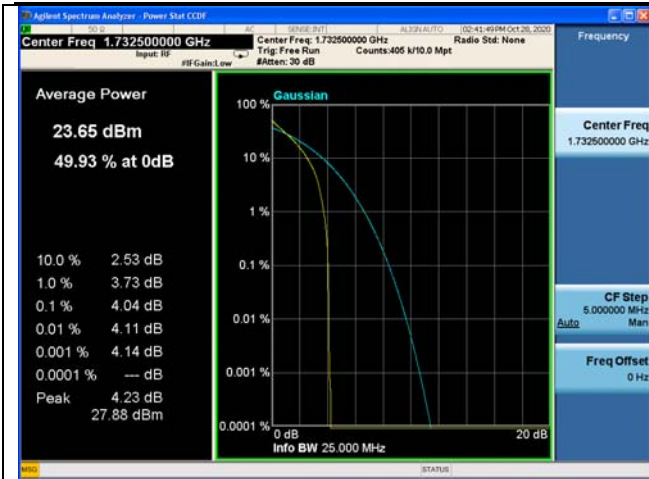 Agilent Spectrum Analyzer - Power Stat CCDF
50 Ω AC SENSE:INT ALIGN AUTO 02:41:49 PM Oct 28, 2020
Center Freq 1.732500000 GHz
Input: RF
#IFGain:Low
Center Freq: 1.732500000 GHz
Radio Std: None
Trig: Free Run
Counts:405 k/10.0 Mpt
#Atten: 30 dB
Frequency
Average Power
23.65 dBm
49.93 % at 0dB
10.0 % 2.53 dB
1.0 % 3.73 dB
0.1 % 4.04 dB
0.01 % 4.11 dB
0.001 % 4.14 dB
0.0001 % --- dB
Peak 4.23 dB
27.88 dBm
Gaussian
100 %
10 %
1 %
0.1 %
0.01 %
0.001 %
0.0001 %
0 dB
20 dB
Info BW 25.000 MHz
Center Freq
1.732500000 GHz
CF Step
5.000000 MHz
Auto Man
Freq Offset
0 Hz
MSG
STATUS